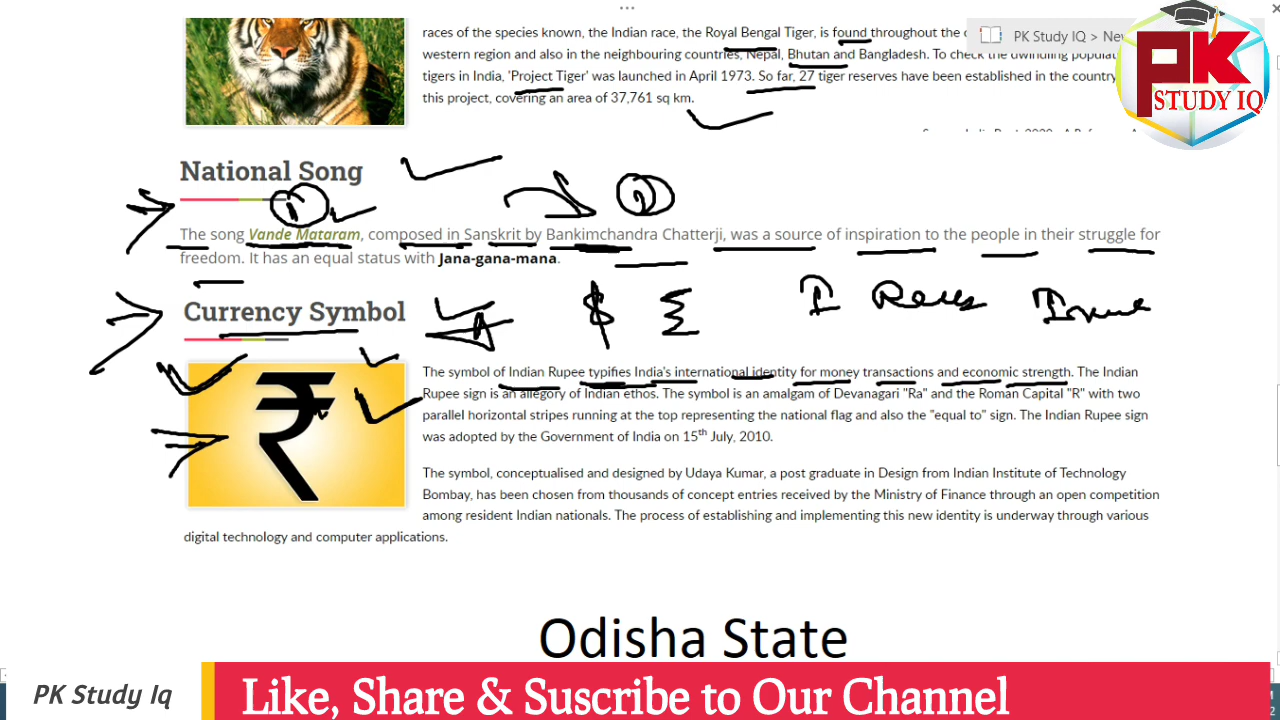 races of the species known, the Indian race, the Royal Bengal Tiger, is found throughout the
PK Study IQ >
western region and also in the neighbouring countries, Nepal, Bhutan and Bangladesh. To check the dwindling
tigers in India, 'Project Tiger' was launched in April 1973. So far, 27 tiger reserves have been established in the country
this project, covering an area of 37,761 sq km.
PK
STUDY IQ
National Song
1
The song Vande Mataram, composed in Sanskrit by Bankimchandra Chatterji, was a source of inspiration to the people in their struggle for
freedom. It has an equal status with Jana-gana-mana.
Currency Symbol
$
I
The symbol of Indian Rupee typifies India's international identity for money transactions and economic strength. The Indian
Rupee sign is an allegory of Indian ethos. The symbol is an amalgam of Devanagari "Ra" and the Roman Capital "R" with two
parallel horizontal stripes running at the top representing the national flag and also the "equal to" sign. The Indian Rupee sign
was adopted by the Government of India on 15th July, 2010.
₹
The symbol, conceptualised and designed by Udaya Kumar, a post graduate in Design from Indian Institute of Technology
Bombay, has been chosen from thousands of concept entries received by the Ministry of Finance through an open competition
among resident Indian nationals. The process of establishing and implementing this new identity is underway through various
digital technology and computer applications.
Odisha State
PK Study Iq
Like, Share & Suscribe to Our Channel